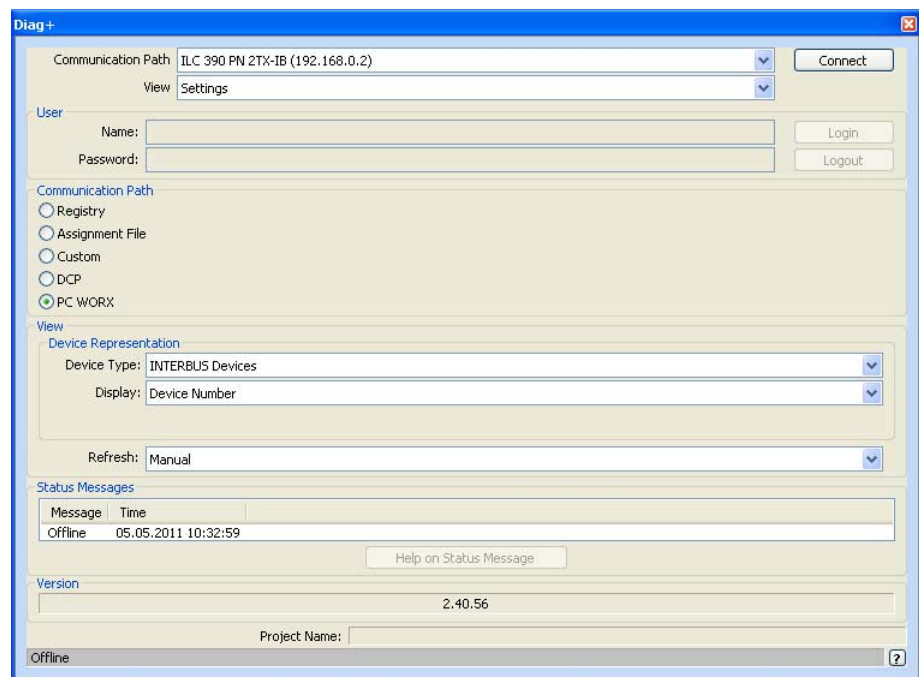 Diag+
Communication Path ILC 390 PN 2TX-IB (192.168.0.2) Connect
View Settings
User
Name: Login
Password: Logout
Communication Path
Registry
Assignment File
Custom
DCP
PC WORX
View
Device Representation
Device Type: INTERBUS Devices
Display: Device Number
Refresh: Manual
Status Messages
Message Time
Offline 05.05.2011 10:32:59
Help on Status Message
Version
2.40.56
Project Name:
Offline ?